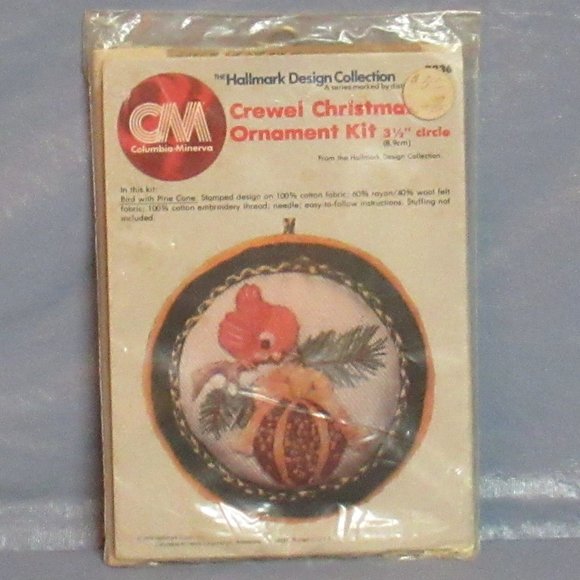 THE Hallmark Design Collection
A series marked by
CM
Columbia-Minerva
Crewel Christmas
Ornament Kit 3½" circle
(8.9cm)
From the Hallmark Design Collection.
In this kit:
Bird with Pine Cone: Stamped design on 100% cotton fabric; 60% rayon/40% wool felt
fabric; 100% cotton embroidery thread; needle; easy-to-follow instructions. Stuffing not
included.